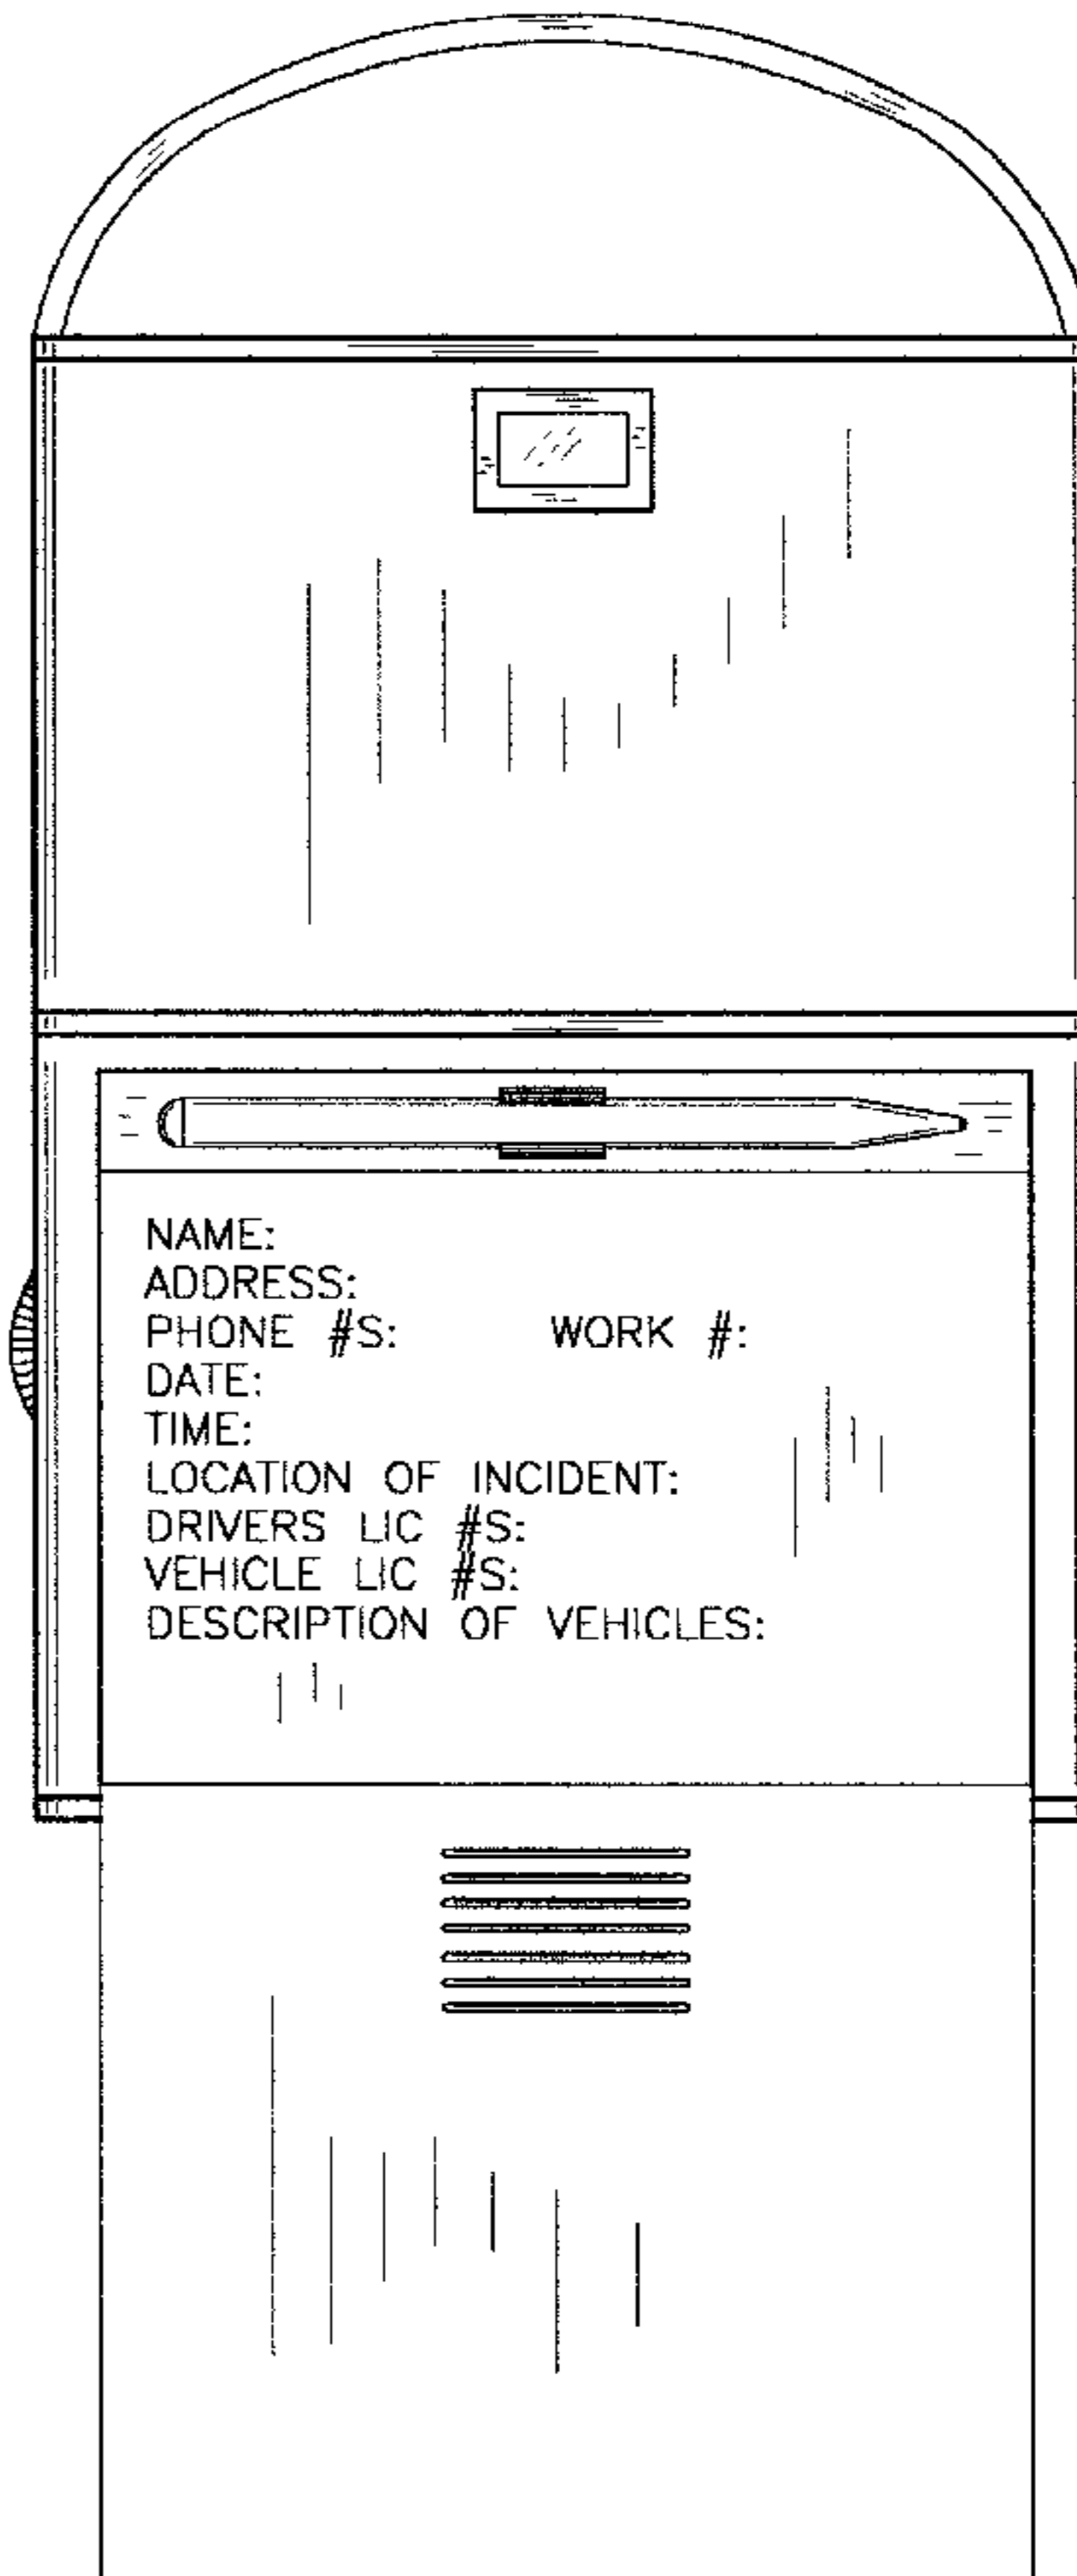 NAME:
ADDRESS:
PHONE #S: WORK #:
DATE:
TIME:
LOCATION OF INCIDENT:
DRIVERS LIC #S:
VEHICLE LIC #S:
DESCRIPTION OF VEHICLES: